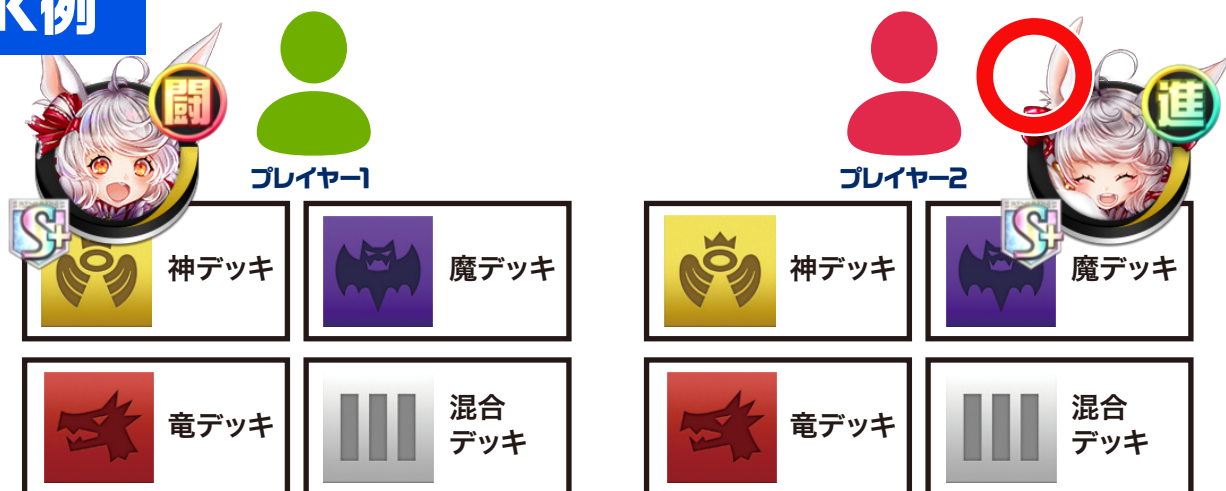 K例
闘
進
プレイヤー1
プレイヤー2
S+
S+
神デッキ
魔デッキ
神デッキ
魔デッキ
竜デッキ
混合
デッキ
竜デッキ
混合
デッキ